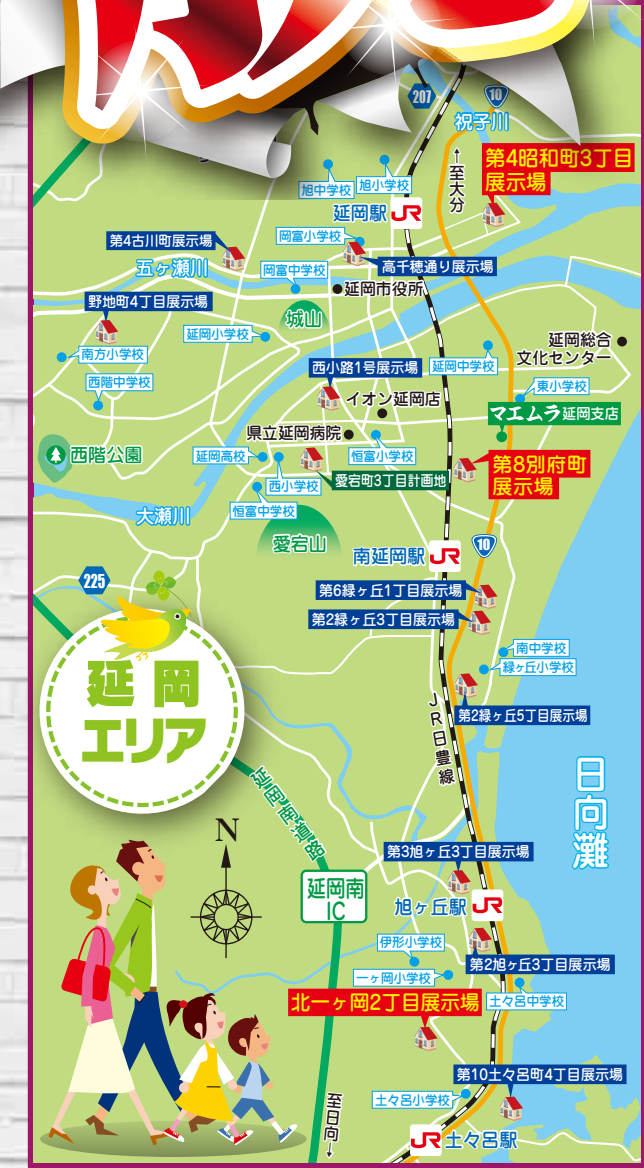 207
10
祝子川
↑至大分
第4昭和町3丁目
展示場
旭中学校
旭小学校
延岡駅 JR
岡富小学校
第4古川町展示場
高千穂通り展示場
五ヶ瀬川
岡富中学校
延岡市役所
野地町4丁目展示場
城山
延岡小学校
延岡総合
文化センター
南方小学校
西小路1号展示場
延岡中学校
西階中学校
イオン延岡店
東小学校
マエムラ延岡支店
県立延岡病院
西階公園
延岡高校
恒富小学校
第8別府町
展示場
西小学校
愛宕町3丁目計画地
恒富中学校
大瀬川
愛宕山
南延岡駅 JR
10
225
第6緑ヶ丘1丁目展示場
第2緑ヶ丘3丁目展示場
南中学校
緑ヶ丘小学校
延岡
エリア
第2緑ヶ丘5丁目展示場
JR日豊線
日向灘
延岡南道路
N
第3旭ヶ丘3丁目展示場
延岡南
IC
旭ヶ丘駅 JR
伊形小学校
第2旭ヶ丘3丁目展示場
一ヶ岡小学校
北一ヶ岡2丁目展示場
土々呂中学校
第10土々呂町4丁目展示場
至日向↓
土々呂小学校
JR 土々呂駅